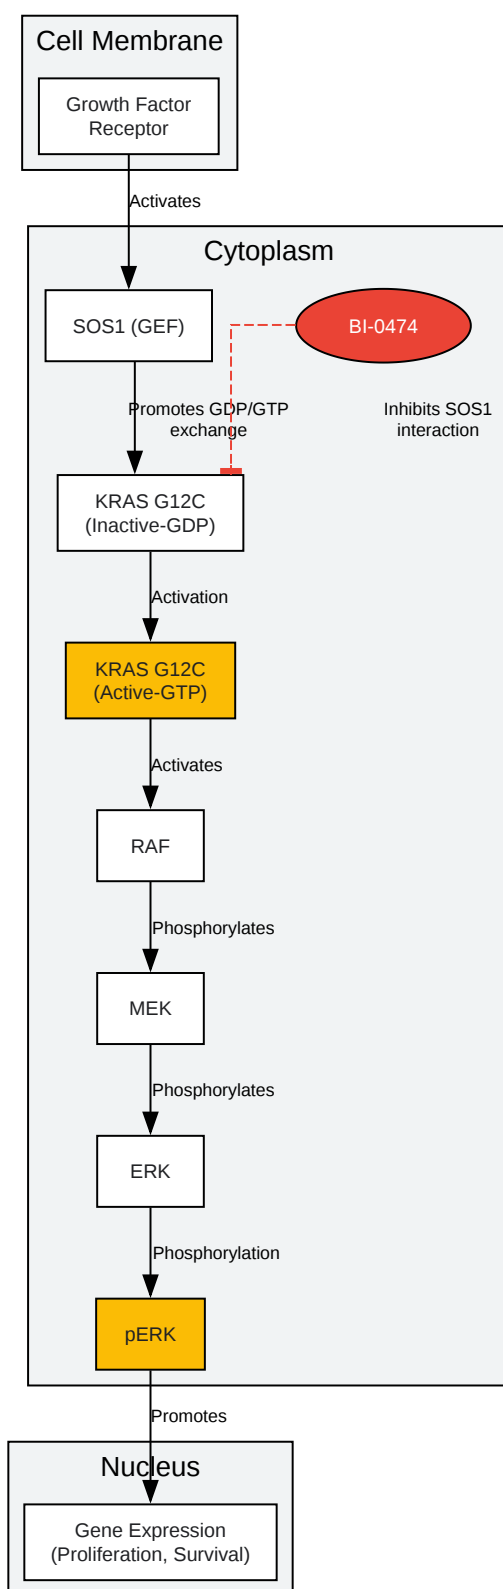 Cell Membrane
Growth Factor
Receptor
Activates
Cytoplasm
SOS1 (GEF)
BI-0474
Promotes GDP/GTP
exchange
Inhibits SOS1
interaction
KRAS G12C
(Inactive-GDP)
Activation
KRAS G12C
(Active-GTP)
Activates
RAF
Phosphorylates
MEK
Phosphorylates
ERK
Phosphorylation
pERK
Promotes
Nucleus
Gene Expression
(Proliferation, Survival)